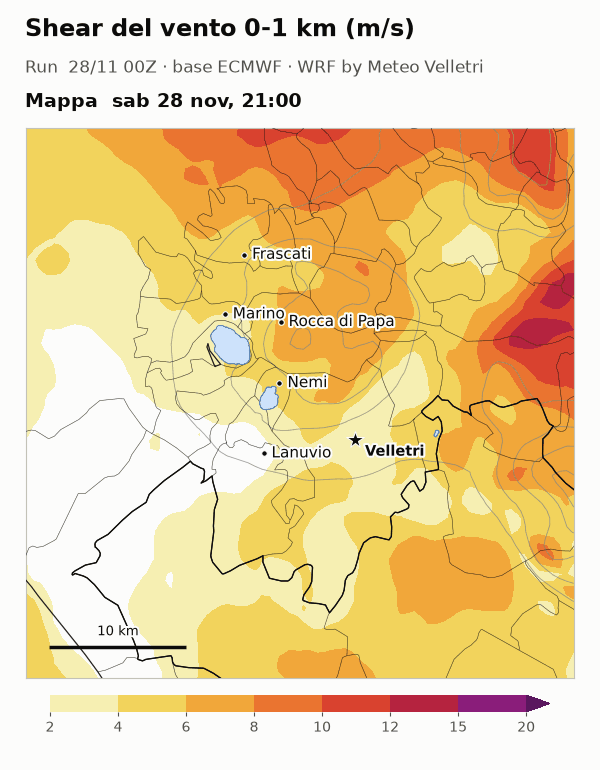 Shear del vento 0-1 km (m/s)
Run  28/11 00Z · base ECMWF · WRF by Meteo Velletri
Mappa  sab 28 nov, 21:00
Frascati
Marino
Rocca di Papa
Nemi
Velletri
Lanuvio
10 km
2 4 6 8 10 12 15 20